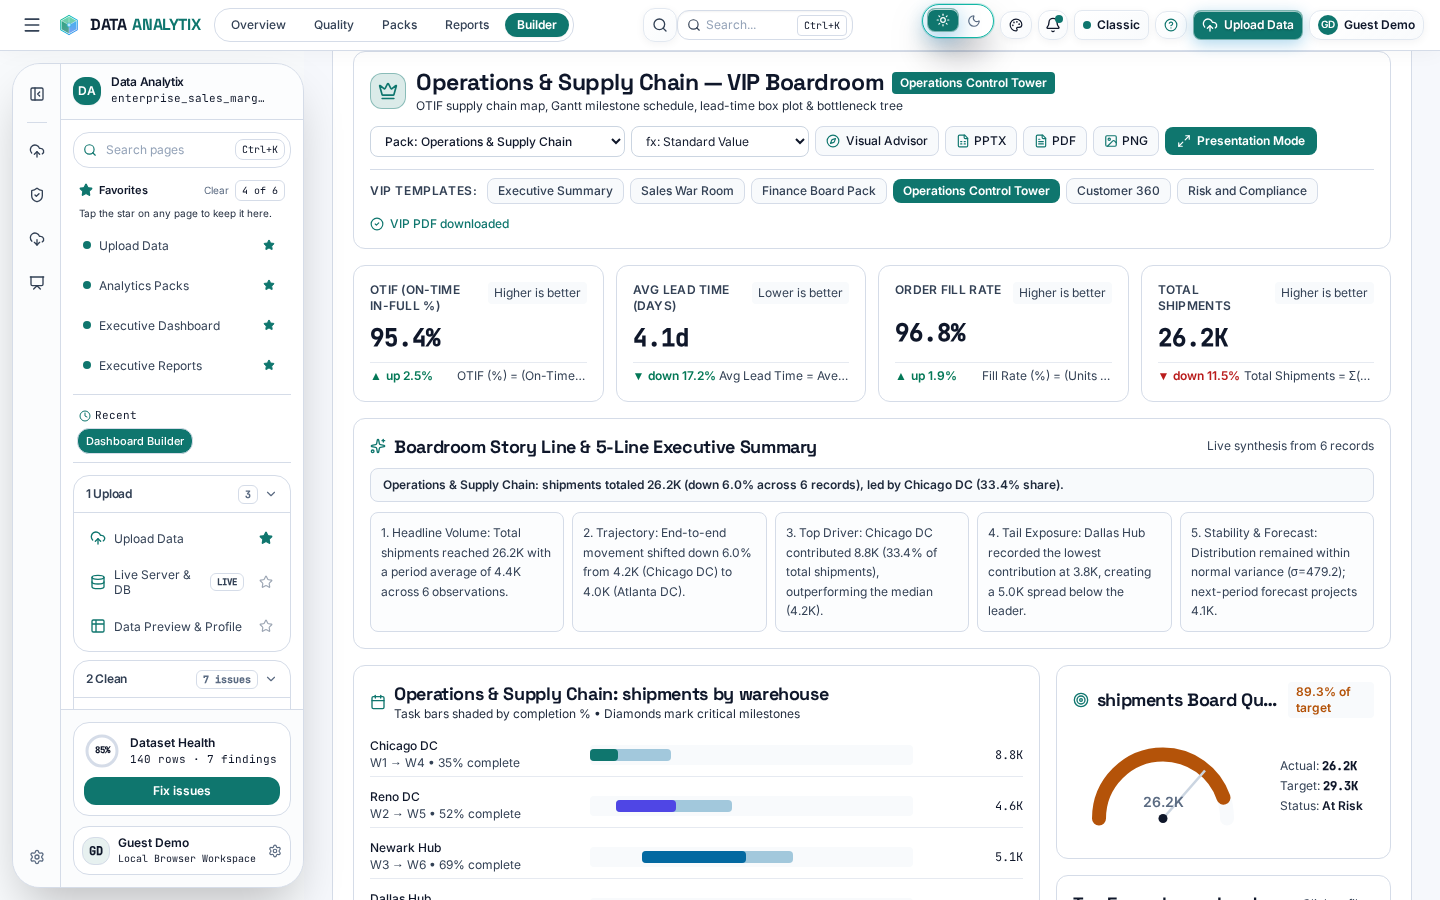 DATA ANALYTIX
Overview
Quality
Packs
Reports
Builder
Search...
Ctrl+K
Classic
Upload Data
GD
Guest Demo
DA
Data Analytix
enterprise_sales_marg…
Search pages
Ctrl+K
Favorites
Clear
4 of 6
Tap the star on any page to keep it here.
Upload Data
Analytics Packs
Executive Dashboard
Executive Reports
Recent
Dashboard Builder
1 Upload
3
Upload Data
Live Server & DB
LIVE
Data Preview & Profile
2 Clean
7 issues
85%
Dataset Health
140 rows · 7 findings
Fix issues
GD
Guest Demo
Local Browser Workspace
Operations & Supply Chain — VIP Boardroom
Operations Control Tower
OTIF supply chain map, Gantt milestone schedule, lead-time box plot & bottleneck tree
Pack: Operations & Supply Chain
fx: Standard Value
Visual Advisor
PPTX
PDF
PNG
Presentation Mode
VIP TEMPLATES:
Executive Summary
Sales War Room
Finance Board Pack
Operations Control Tower
Customer 360
Risk and Compliance
VIP PDF downloaded
OTIF (ON-TIME IN-FULL %)
Higher is better
95.4%
▲ up 2.5%
OTIF (%) = (On-Time…
AVG LEAD TIME (DAYS)
Lower is better
4.1d
▼ down 17.2%
Avg Lead Time = Ave…
ORDER FILL RATE
Higher is better
96.8%
▲ up 1.9%
Fill Rate (%) = (Units …
TOTAL SHIPMENTS
Higher is better
26.2K
▼ down 11.5%
Total Shipments = Σ(…
Boardroom Story Line & 5-Line Executive Summary
Live synthesis from 6 records
Operations & Supply Chain: shipments totaled 26.2K (down 6.0% across 6 records), led by Chicago DC (33.4% share).
1. Headline Volume: Total
shipments reached 26.2K with
a period average of 4.4K
across 6 observations.
2. Trajectory: End-to-end
movement shifted down 6.0%
from 4.2K (Chicago DC) to
4.0K (Atlanta DC).
3. Top Driver: Chicago DC
contributed 8.8K (33.4% of
total shipments),
outperforming the median
(4.2K).
4. Tail Exposure: Dallas Hub
recorded the lowest
contribution at 3.8K, creating
a 5.0K spread below the
leader.
5. Stability & Forecast:
Distribution remained within
normal variance (σ=479.2);
next-period forecast projects
4.1K.
Operations & Supply Chain: shipments by warehouse
Task bars shaded by completion % • Diamonds mark critical milestones
Chicago DC
W1 → W4 • 35% complete
8.8K
Reno DC
W2 → W5 • 52% complete
4.6K
Newark Hub
W3 → W6 • 69% complete
5.1K
Dallas Hub
shipments Board Qu…
89.3% of target
26.2K
Actual: 26.2K
Target: 29.3K
Status: At Risk